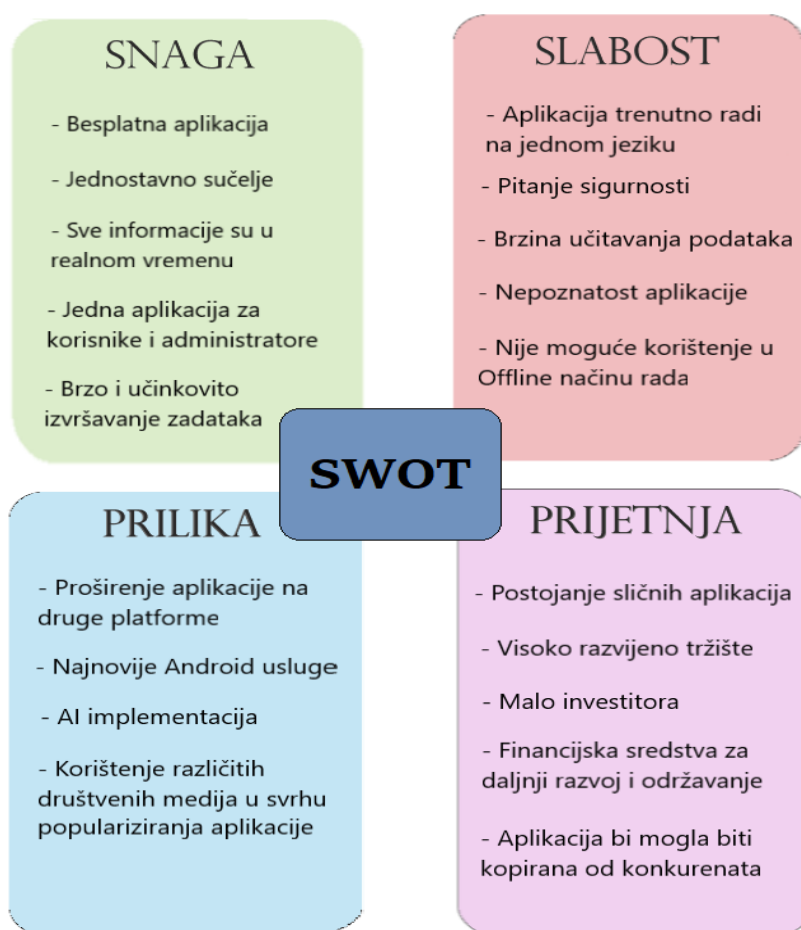 SNAGA
- Besplatna aplikacija
- Jednostavno sučelje
- Sve informacije su u
realnom vremenu
- Jedna aplikacija za
korisnike i administratore
- Brzo i učinkovito
izvršavanje zadataka
SLABOST
- Aplikacija trenutno radi
na jednom jeziku
- Pitanje sigurnosti
- Brzina učitavanja podataka
- Nepoznatost aplikacije
- Nije moguće korištenje u
Offline načinu rada
SWOT
PRILIKA
- Proširenje aplikacije na
druge platforme
- Najnovije Android usluge
- AI implementacija
- Korištenje različitih
društvenih medija u svrhu
populariziranja aplikacije
PRIJETNJA
- Postojanje sličnih aplikacija
- Visoko razvijeno tržište
- Malo investitora
- Financijska sredstva za
daljnji razvoj i održavanje
- Aplikacija bi mogla biti
kopirana od konkurenata